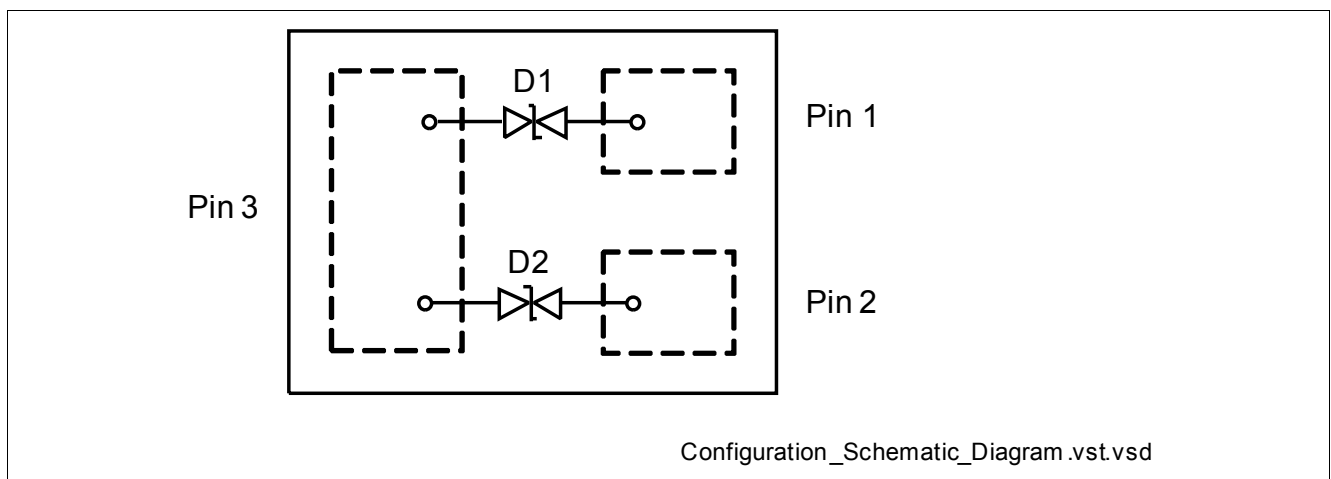 D1
Pin 1
Pin 3
D2
Pin 2
Configuration_Schematic_Diagram.vst.vsd